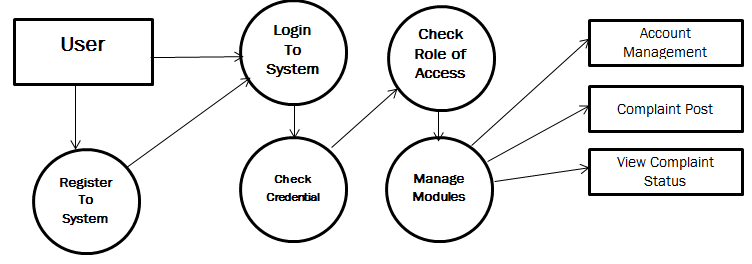 User
Login
To
System
Check
Role of
Access
Account
Management
Complaint Post
View Complaint
Status
Register
To
System
Check
Credential
Manage
Modules